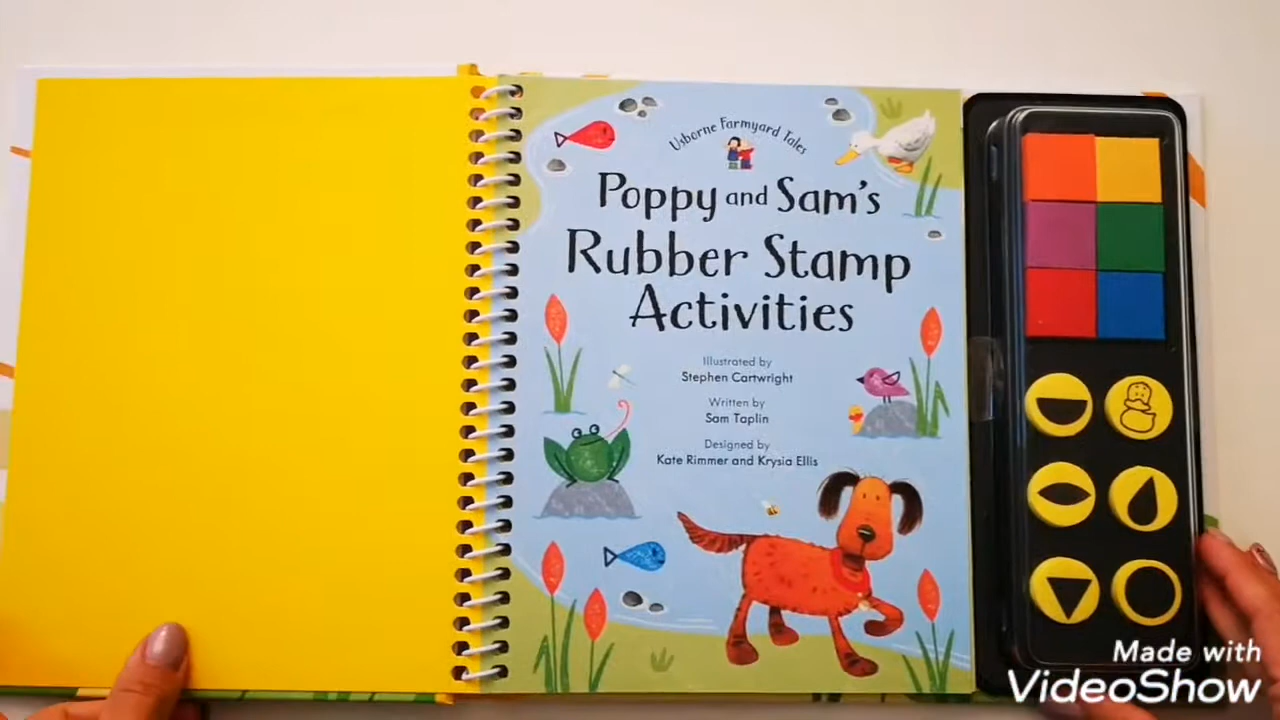 Usborne Farmyard Tales
Poppy and Sam's
Rubber Stamp
Activities
Illustrated by
Stephen Cartwright
Written by
Sam Taplin
Designed by
Kate Rimmer and Krysia Ellis
Made with
VideoShow